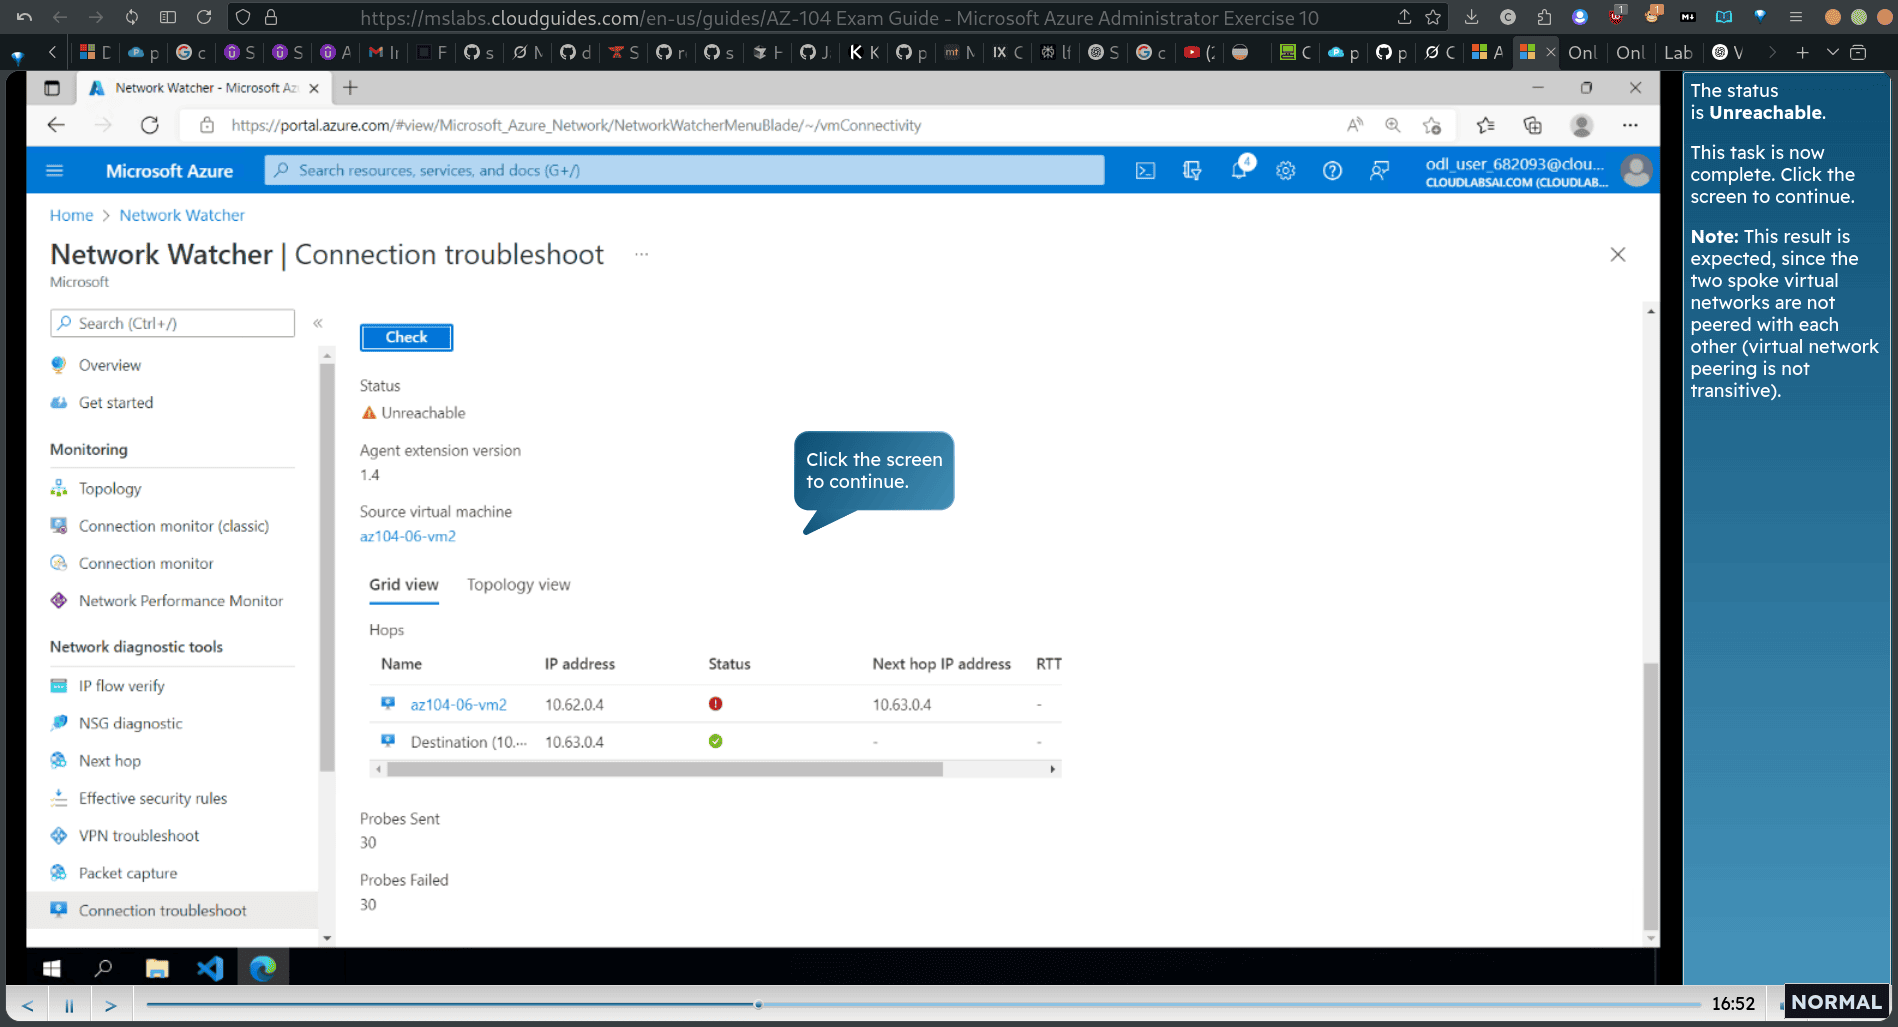 https://mslabs.cloudguides.com/en-us/guides/AZ-104 Exam Guide - Microsoft Azure Administrator Exercise 10
Onl
Onl
Lab
Network Watcher - Microsoft Az
https://portal.azure.com/#view/Microsoft_Azure_Network/NetworkWatcherMenuBlade/~/vmConnectivity
Microsoft Azure
Search resources, services, and docs (G+/)
4
odl_user_682093@clou...
CLOUDLABSAI.COM (CLOUDLAB...
Home > Network Watcher
Network Watcher | Connection troubleshoot ...
Microsoft
Search (Ctrl+/)
Overview
Get started
Monitoring
Topology
Connection monitor (classic)
Connection monitor
Network Performance Monitor
Network diagnostic tools
IP flow verify
NSG diagnostic
Next hop
Effective security rules
VPN troubleshoot
Packet capture
Connection troubleshoot
Check
Status
Unreachable
Agent extension version
1.4
Source virtual machine
az104-06-vm2
Grid view Topology view
Hops
Name IP address Status Next hop IP address RTT
az104-06-vm2 10.62.0.4 10.63.0.4 -
Destination (10.... 10.63.0.4 - -
Probes Sent
30
Probes Failed
30
Click the screen
to continue.
The status
is Unreachable.
This task is now
complete. Click the
screen to continue.
Note: This result is
expected, since the
two spoke virtual
networks are not
peered with each
other (virtual network
peering is not
transitive).
16:52
NORMAL